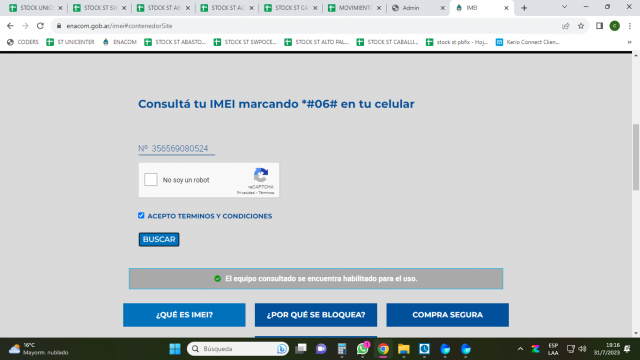 STOCK UNIC
STOCK ST SW
STOCK ST AB
STOCK ST AL
STOCK ST CA
MOVIMIENTO
Admin
IMEI
enacom.gob.ar/imei#contenedorSite
CODERS
ST UNICENTER
ENACOM
STOCK ST ABASTO...
STOCK ST SWPOCE...
STOCK ST ALTO PAL...
STOCK ST CABALLI...
stock st pbfix - Hoj...
Kerio Connect Clien...
Consultá tu IMEI marcando *#06# en tu celular
Nº 356569080524
No soy un robot
reCAPTCHA
Privacidad - Términos
ACEPTO TERMINOS Y CONDICIONES
BUSCAR
El equipo consultado se encuentra habilitado para el uso.
¿QUÉ ES IMEI?
¿POR QUÉ SE BLOQUEA?
COMPRA SEGURA
16°C
Mayorm. nublado
Búsqueda
1
ESP
LAA
19:16
31/7/2023